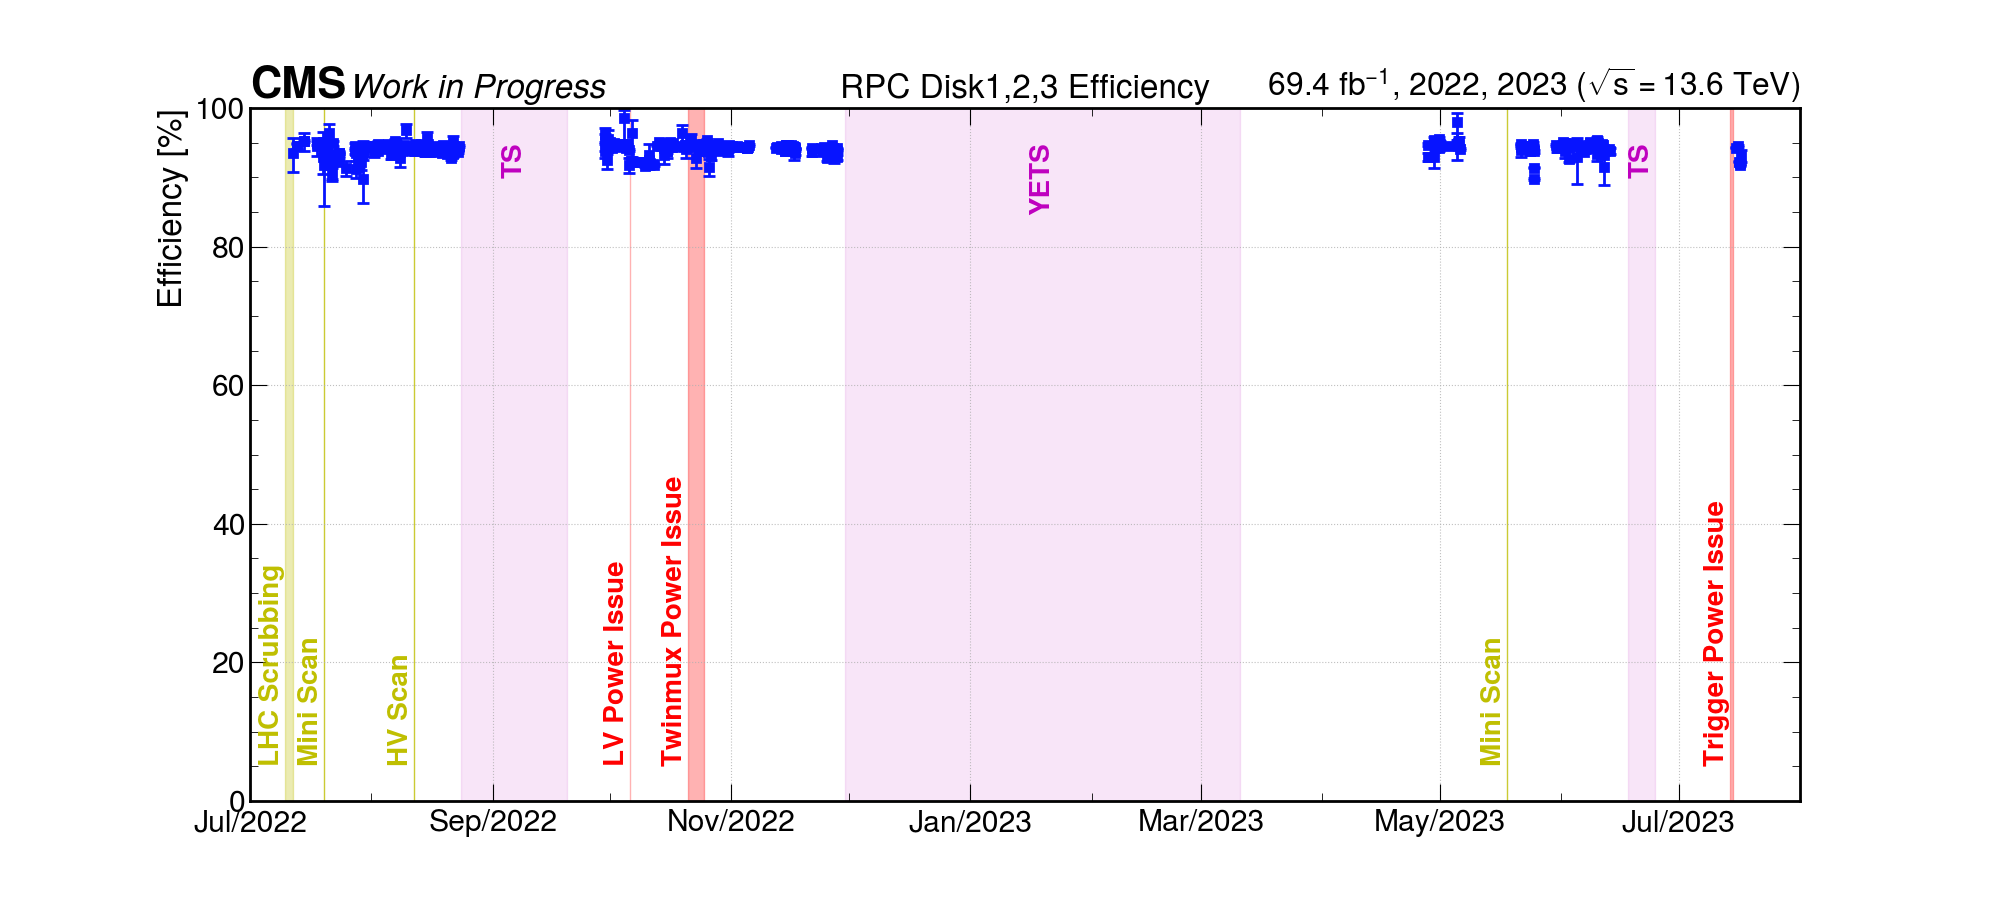 CMS Work in Progress RPC Disk1,2,3 Efficiency 69.4 fb⁻¹, 2022, 2023 (√s = 13.6 TeV)
Efficiency [%]
100
80
60
40
20
0
LHC Scrubbing
Mini Scan
HV Scan
TS
LV Power Issue
Twinmux Power Issue
YETS
Mini Scan
TS
Trigger Power Issue
Jul/2022 Sep/2022 Nov/2022 Jan/2023 Mar/2023 May/2023 Jul/2023